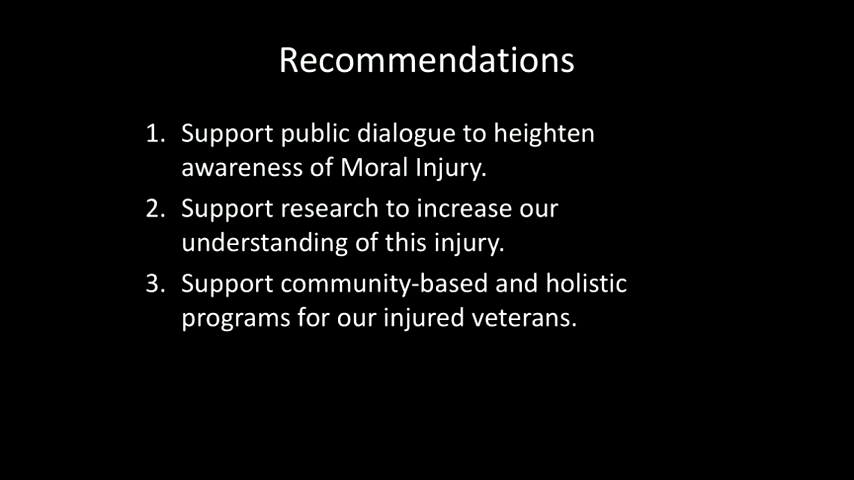 Recommendations
1. Support public dialogue to heighten
awareness of Moral Injury.
2. Support research to increase our
understanding of this injury.
3. Support community-based and holistic
programs for our injured veterans.